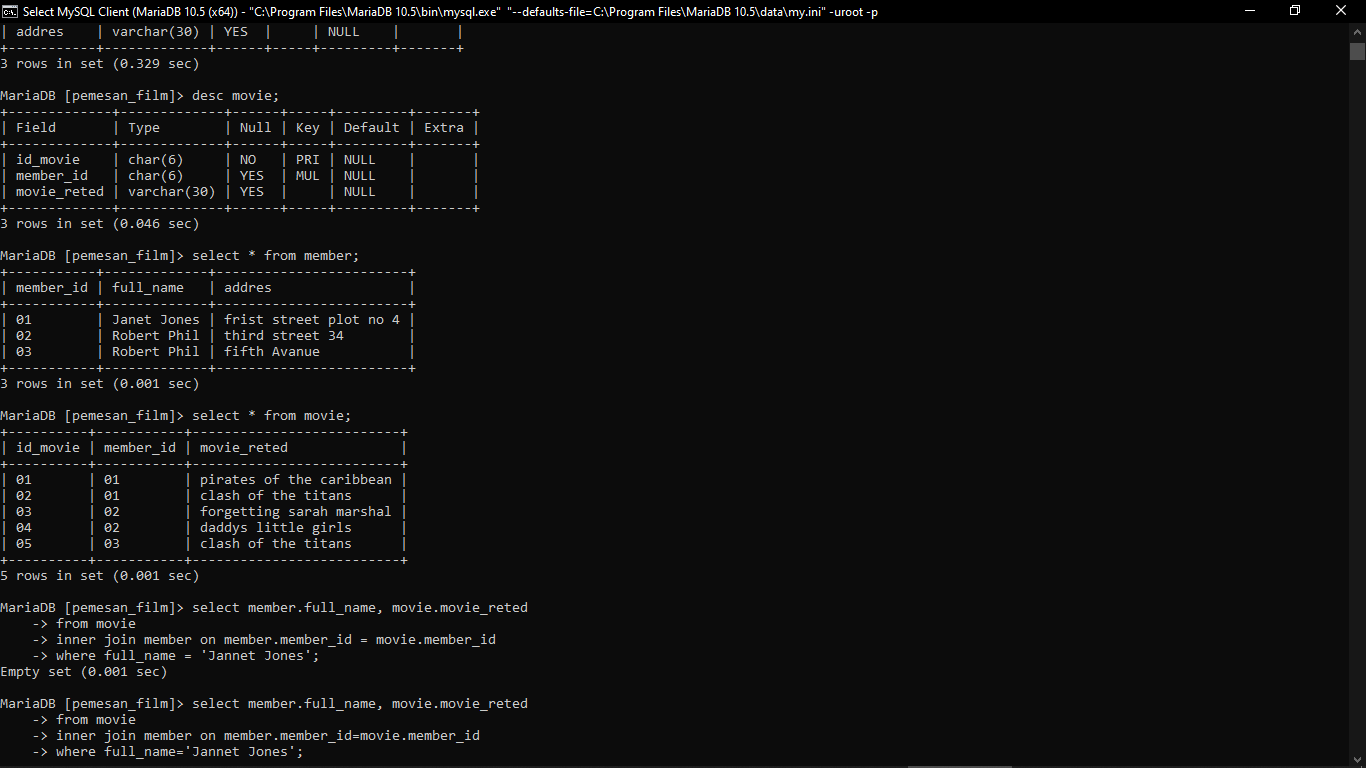 Select MySQL Client (MariaDB 10.5 (x64)) - "C:\Program Files\MariaDB 10.5\bin\mysql.exe" "--defaults-file=C:\Program Files\MariaDB 10.5\data\my.ini" -uroot -p
| addres    | varchar(30) | YES  |     | NULL    |       |
+-----------+-------------+------+-----+---------+-------+
3 rows in set (0.329 sec)
MariaDB [pemesan_film]> desc movie;
+-------------+-------------+------+-----+---------+-------+
| Field       | Type        | Null | Key | Default | Extra |
+-------------+-------------+------+-----+---------+-------+
| id_movie    | char(6)     | NO   | PRI | NULL    |       |
| member_id   | char(6)     | YES  | MUL | NULL    |       |
| movie_reted | varchar(30) | YES  |     | NULL    |       |
+-------------+-------------+------+-----+---------+-------+
3 rows in set (0.046 sec)
MariaDB [pemesan_film]> select * from member;
+-----------+-------------+------------------------+
| member_id | full_name   | addres                 |
+-----------+-------------+------------------------+
| 01        | Janet Jones | frist street plot no 4 |
| 02        | Robert Phil | third street 34        |
| 03        | Robert Phil | fifth Avanue           |
+-----------+-------------+------------------------+
3 rows in set (0.001 sec)
MariaDB [pemesan_film]> select * from movie;
+----------+-----------+--------------------------+
| id_movie | member_id | movie_reted              |
+----------+-----------+--------------------------+
| 01       | 01        | pirates of the caribbean |
| 02       | 01        | clash of the titans      |
| 03       | 02        | forgetting sarah marshal |
| 04       | 02        | daddys little girls      |
| 05       | 03        | clash of the titans      |
+----------+-----------+--------------------------+
5 rows in set (0.001 sec)
MariaDB [pemesan_film]> select member.full_name, movie.movie_reted
    -> from movie
    -> inner join member on member.member_id = movie.member_id
    -> where full_name = 'Jannet Jones';
Empty set (0.001 sec)
MariaDB [pemesan_film]> select member.full_name, movie.movie_reted
    -> from movie
    -> inner join member on member.member_id=movie.member_id
    -> where full_name='Jannet Jones';